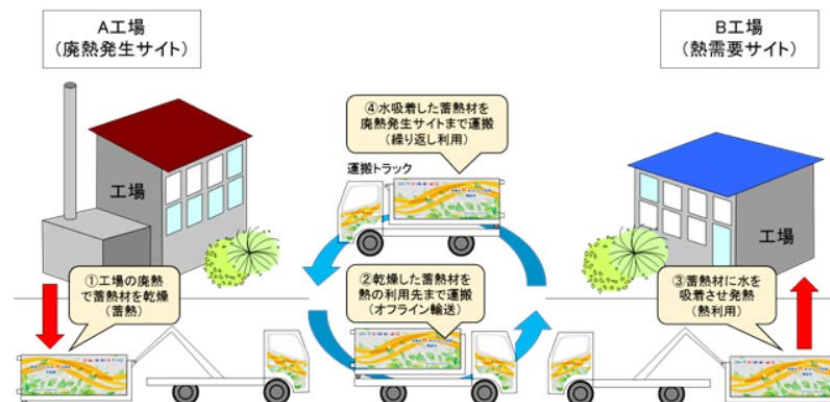 A工場
(廃熱発生サイト)
B工場
(熱需要サイト)
④水吸着した蓄熱材を
廃熱発生サイトまで運搬
(繰り返し利用)
運搬トラック
工場
工場
①工場の廃熱
で蓄熱材を乾燥
(蓄熱)
②乾燥した蓄熱材を
熱の利用先まで運搬
(オフライン輸送)
③蓄熱材に水を
吸着させ発熱
(熱利用)